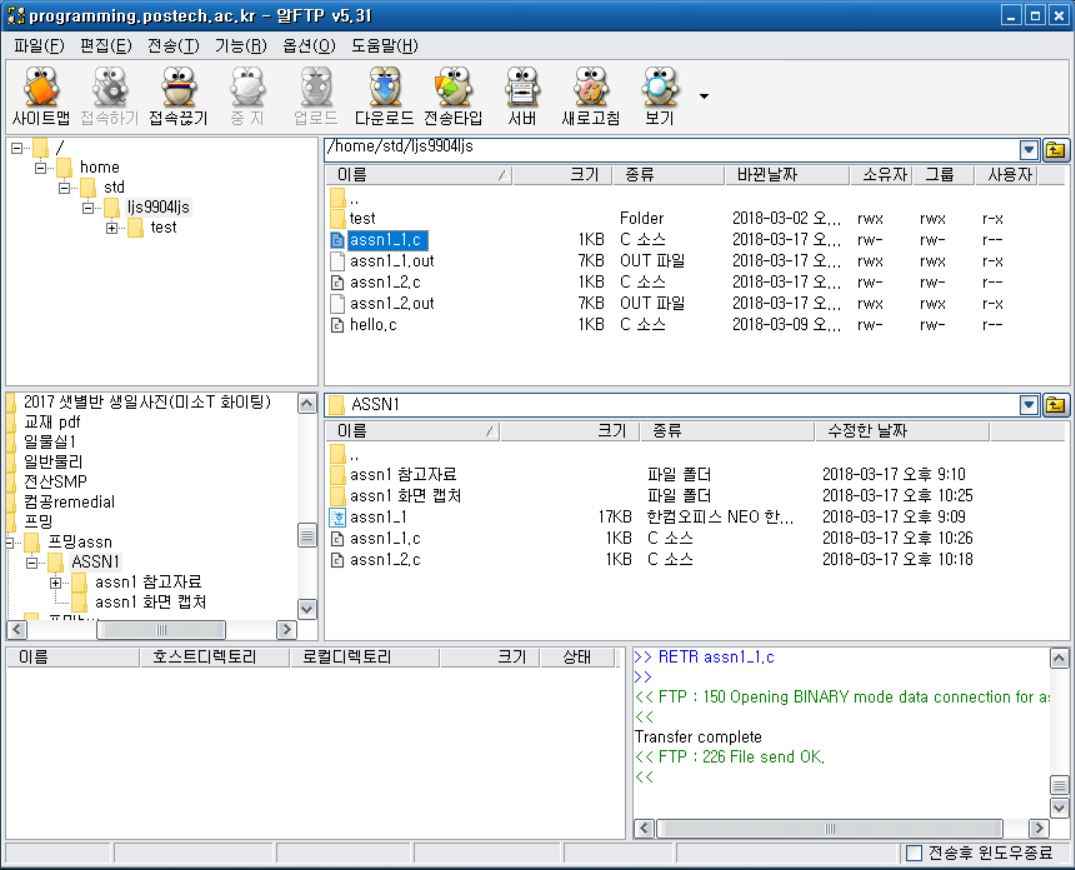 programming.postech.ac.kr - 알FTP v5.31
파일(F) 편집(E) 전송(T) 기능(R) 옵션(O) 도움말(H)
사이트맵 접속하기 접속끊기 중 지 업로드 다운로드 전송타입 서버 새로고침 보기
/
home
std
ljs9904ljs
test
/home/std/ljs9904ljs
이름 크기 종류 바뀐날짜 소유자 그룹 사용자
..
test Folder 2018-03-02 오... rwx rwx r-x
assn1_1.c 1KB C 소스 2018-03-17 오... rw- rw- r--
assn1_1.out 7KB OUT 파일 2018-03-17 오... rwx rwx r-x
assn1_2.c 1KB C 소스 2018-03-17 오... rw- rw- r--
assn1_2.out 7KB OUT 파일 2018-03-17 오... rwx rwx r-x
hello.c 1KB C 소스 2018-03-09 오... rw- rw- r--
2017 샛별반 생일사진(미소T 화이팅)
교재 pdf
일물실1
일반물리
전산SMP
컴공remedial
프밍
프밍assn
ASSN1
assn1 참고자료
assn1 화면 캡처
ASSN1
이름 크기 종류 수정한 날짜
..
assn1 참고자료 파일 폴더 2018-03-17 오후 9:10
assn1 화면 캡처 파일 폴더 2018-03-17 오후 10:25
assn1_1 17KB 한컴오피스 NEO 한... 2018-03-17 오후 9:09
assn1_1.c 1KB C 소스 2018-03-17 오후 10:26
assn1_2.c 1KB C 소스 2018-03-17 오후 10:18
이름 호스트디렉토리 로컬디렉토리 크기 상태
>> RETR assn1_1.c
>>
<< FTP : 150 Opening BINARY mode data connection for
<<
Transfer complete
<< FTP : 226 File send OK.
<<
전송후 윈도우종료